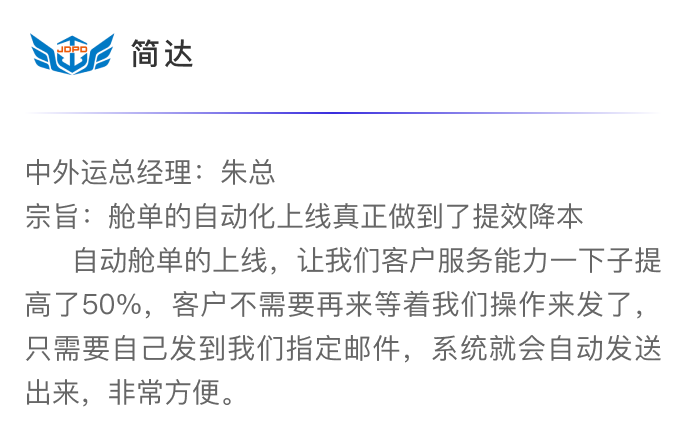 JDPD
简达
中外运总经理：朱总
宗旨：舱单的自动化上线真正做到了提效降本
自动舱单的上线，让我们客户服务能力一下子提
高了50%，客户不需要再来等着我们操作来发了，
只需要自己发到我们指定邮件，系统就会自动发送
出来，非常方便。